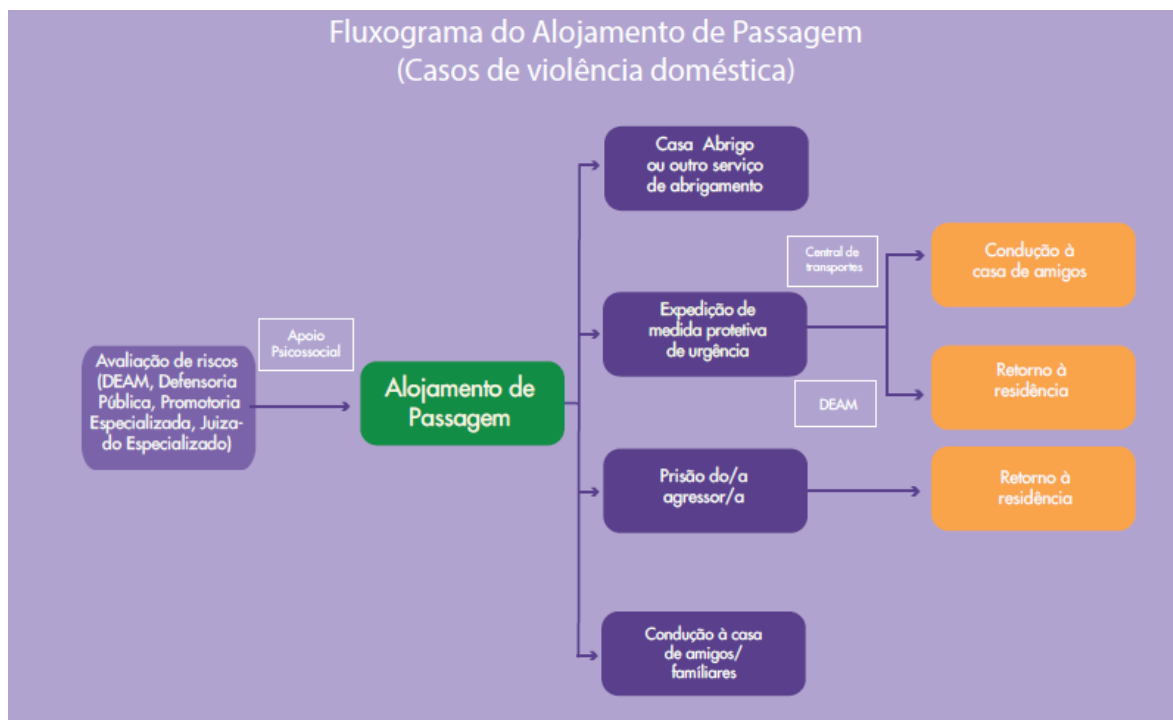 Fluxograma do Alojamento de Passagem
(Casos de violência doméstica)
Casa Abrigo
ou outro serviço
de abrigamento
Central de
transportes
Condução à
casa de amigos
Expedição de
medida protetiva
de urgência
Apoio
Psicossocial
Avaliação de riscos
(DEAM, Defensoria
Pública, Promotoria
Especializada, Juiza-
do Especializado)
Alojamento de
Passagem
DEAM
Retorno à
residência
Prisão do/a
agressor/a
Retorno à
residência
Condução à casa
de amigos/
famíliares